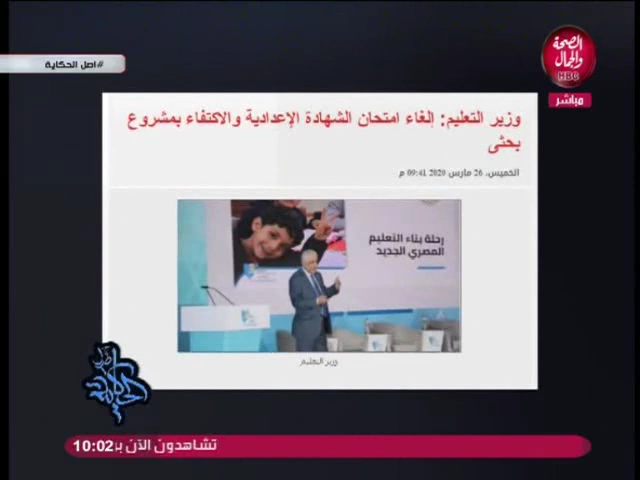 الصحة
والجمال
HBC
مباشر
#اصل الحكاية
وزير التعليم: إلغاء امتحان الشهادة الإعدادية والاكتفاء بمشروع
بحثى
الخميس، 26 مارس 2020 09:41 م
رحلة بناء التعليم
المصري الجديد
وزير التعليم
أصل
الحكاية
تشاهدون الآن ب
10:02